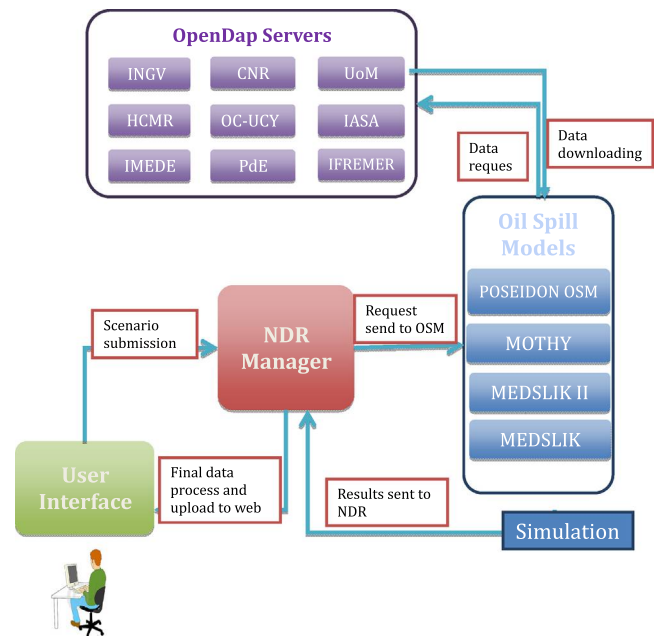 OpenDap Servers
INGV
CNR
UoM
HCMR
OC-UCY
IASA
IMEDE
PdE
IFREMER
Data
reques
Data
downloading
Oil Spill
Models
POSEIDON OSM
MOTHY
MEDSLIK II
MEDSLIK
Request
send to OSM
NDR
Manager
Scenario
submission
User
Interface
Final data
process and
upload to web
Results sent to
NDR
Simulation